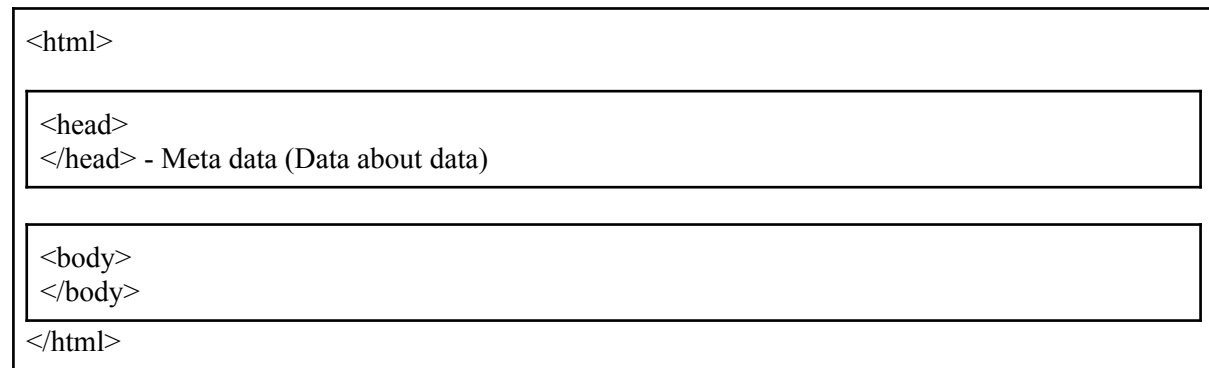 <html>
<head>
</head> - Meta data (Data about data)
<body>
</body>
</html>